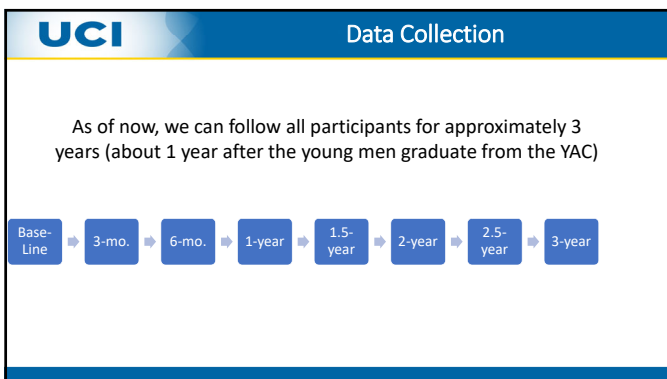 UCI
Data Collection
As of now, we can follow all participants for approximately 3
years (about 1 year after the young men graduate from the YAC)
Base-
Line
3-mo.
6-mo.
1-year
1.5-
year
2-year
2.5-
year
3-year